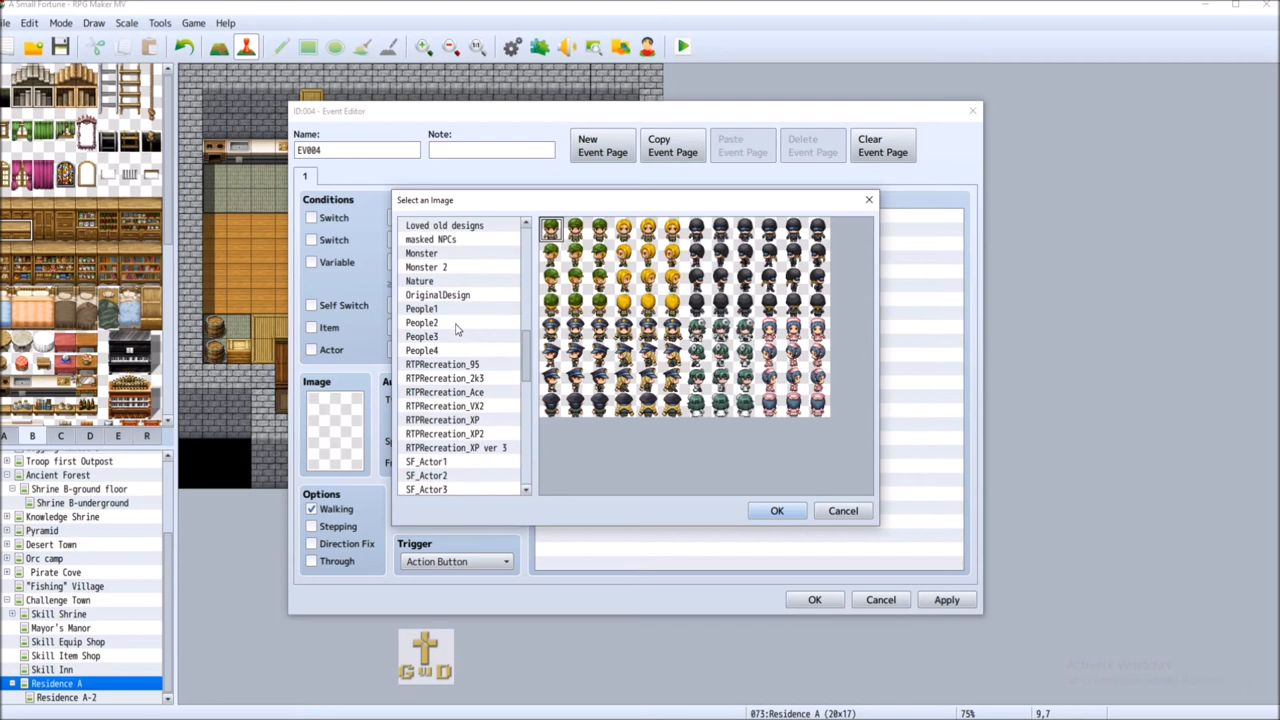 A Small Fortune - RPG Maker MV
ile Edit Mode Draw Scale Tools Game Help
ID:004 - Event Editor
Name:
Note:
EV004
New Event Page
Copy Event Page
Paste Event Page
Delete Event Page
Clear Event Page
1
Conditions
Switch
Switch
Variable
Self Switch
Item
Actor
Image
Au
Options
Walking
Stepping
Direction Fix
Through
Trigger
Action Button
Select an Image
Loved old designs
masked NPCs
Monster
Monster 2
Nature
OriginalDesign
People1
People2
People3
People4
RTPRecreation_95
RTPRecreation_2k3
RTPRecreation_Ace
RTPRecreation_VX2
RTPRecreation_XP
RTPRecreation_XP2
RTPRecreation_XP ver 3
SF_Actor1
SF_Actor2
SF_Actor3
OK Cancel
OK Cancel Apply
A B C D E R
Troop first Outpost
Ancient Forest
Shrine B-ground floor
Shrine B-underground
Knowledge Shrine
Pyramid
Desert Town
Orc camp
Pirate Cove
"Fishing" Village
Challenge Town
Skill Shrine
Mayor's Manor
Skill Equip Shop
Skill Item Shop
Skill Inn
Residence A
Residence A-2
GWD
073:Residence A (20x17) 75% 9,7